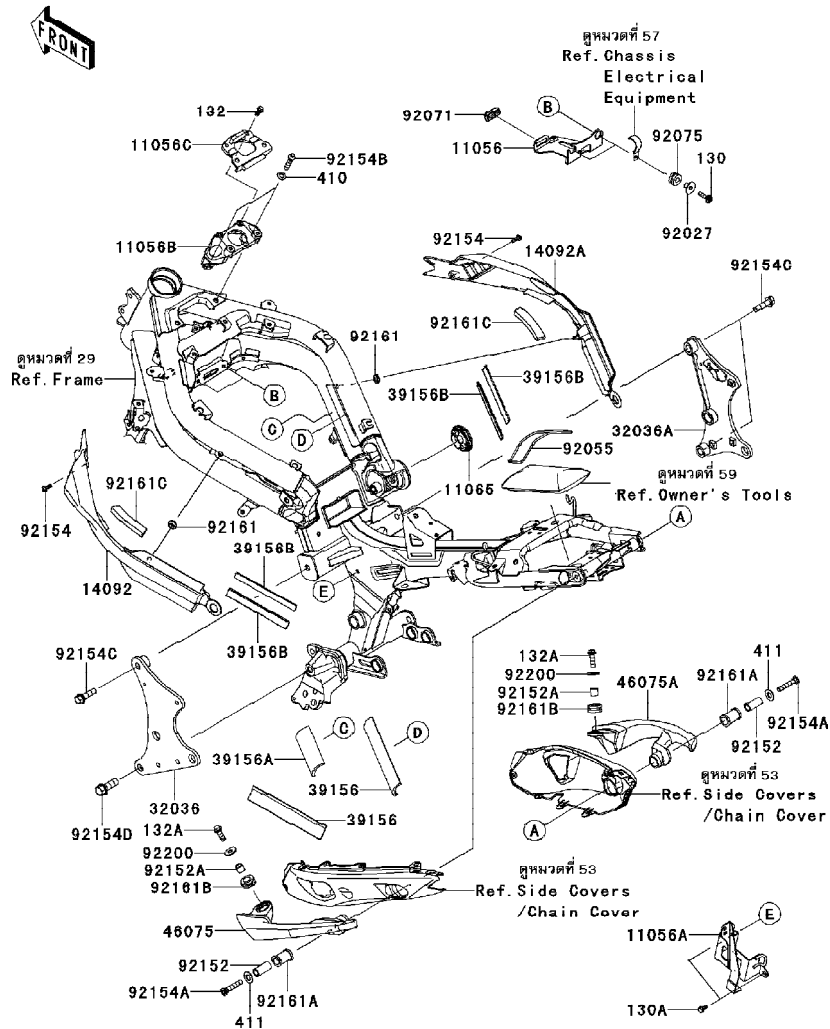 FRONT
ดูหมวดที่ 57
Ref.Chassis
Electrical
Equipment
132
11056C
92154B
410
11056B
92071
B
11056
92075
130
92027
92154
14092A
92154C
92161C
92161
39156B
39156B
ดูหมวดที่ 29
Ref.Frame
B
C
D
32036A
92055
11065
ดูหมวดที่ 59
Ref.Owner's Tools
A
92161C
92154
92161
39156B
14092
E
39156B
92154C
132A
92200
92152A
92161B
46075A
92161A
411
92154A
92152
C
D
39156A
39156
32036
92154D
39156
ดูหมวดที่ 53
Ref.Side Covers
/Chain Cover
A
132A
92200
92152A
92161B
ดูหมวดที่ 53
Ref.Side Covers
/Chain Cover
46075
92152
92154A
92161A
411
E
11056A
130A